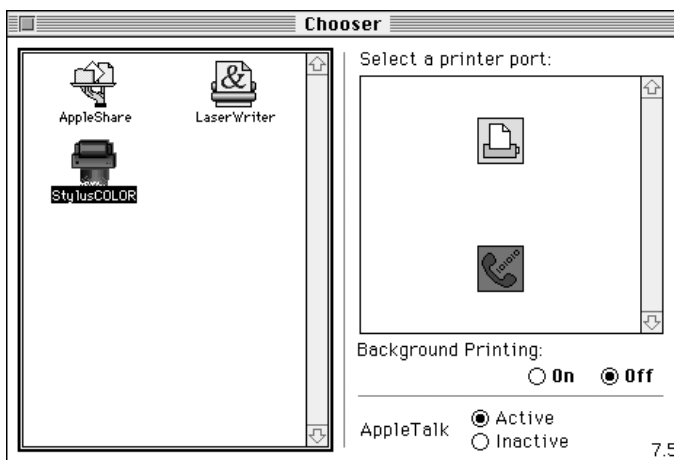 Chooser
AppleShare
LaserWriter
StylusCOLOR
Select a printer port:
Background Printing:
On Off
AppleTalk
Active
Inactive
7.5